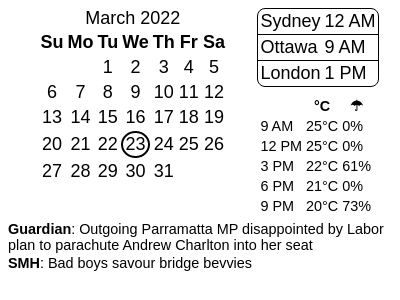 March 2022
Su Mo Tu We Th Fr Sa
1 2 3 4 5
6 7 8 9 10 11 12
13 14 15 16 17 18 19
20 21 22 23 24 25 26
27 28 29 30 31
Sydney 12 AM
Ottawa 9 AM
London 1 PM
°C ☂
9 AM 25°C 0%
12 PM 25°C 0%
3 PM 22°C 61%
6 PM 21°C 0%
9 PM 20°C 73%
Guardian: Outgoing Parramatta MP disappointed by Labor
plan to parachute Andrew Charlton into her seat
SMH: Bad boys savour bridge bevvies